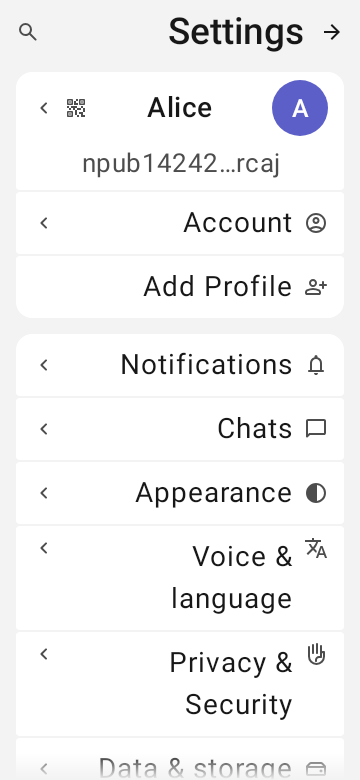 Settings
A
Alice
npub14242…rcaj
Account
Add Profile
Notifications
Chats
Appearance
Voice &
language
Privacy &
Security
Data & storage